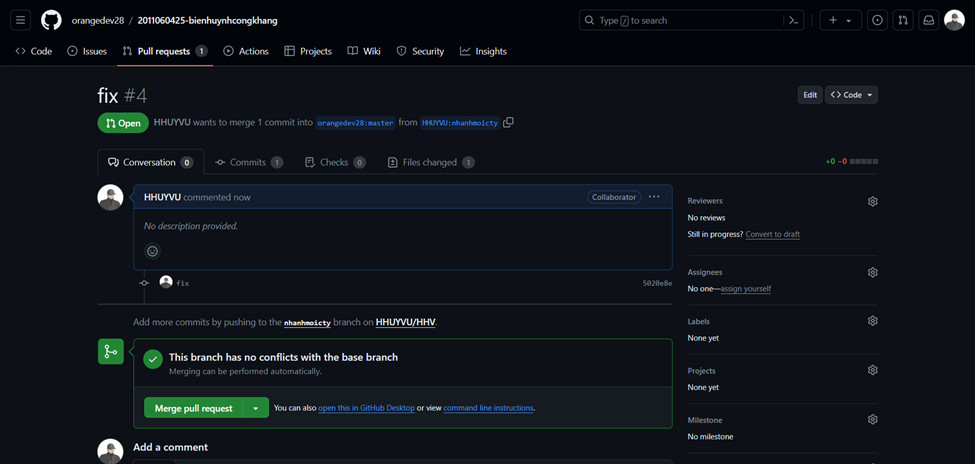 orangedev28 / 2011060425-bienhuynhcongkhang
Type / to search
Code Issues Pull requests 1 Actions Projects Wiki Security Insights
fix #4
Edit Code
Open HHUYVU wants to merge 1 commit into orangedev28:master from HHUYVU:nhanhmoicty
Conversation 0 Commits 1 Checks 0 Files changed 1
+0 −0
HHUYVU commented now Collaborator
No description provided.
fix 5020e8e
Add more commits by pushing to the nhanhmoicty branch on HHUYVU/HHV.
This branch has no conflicts with the base branch
Merging can be performed automatically.
Merge pull request You can also open this in GitHub Desktop or view command line instructions.
Add a comment
Reviewers
No reviews
Still in progress? Convert to draft
Assignees
No one—assign yourself
Labels
None yet
Projects
None yet
Milestone
No milestone